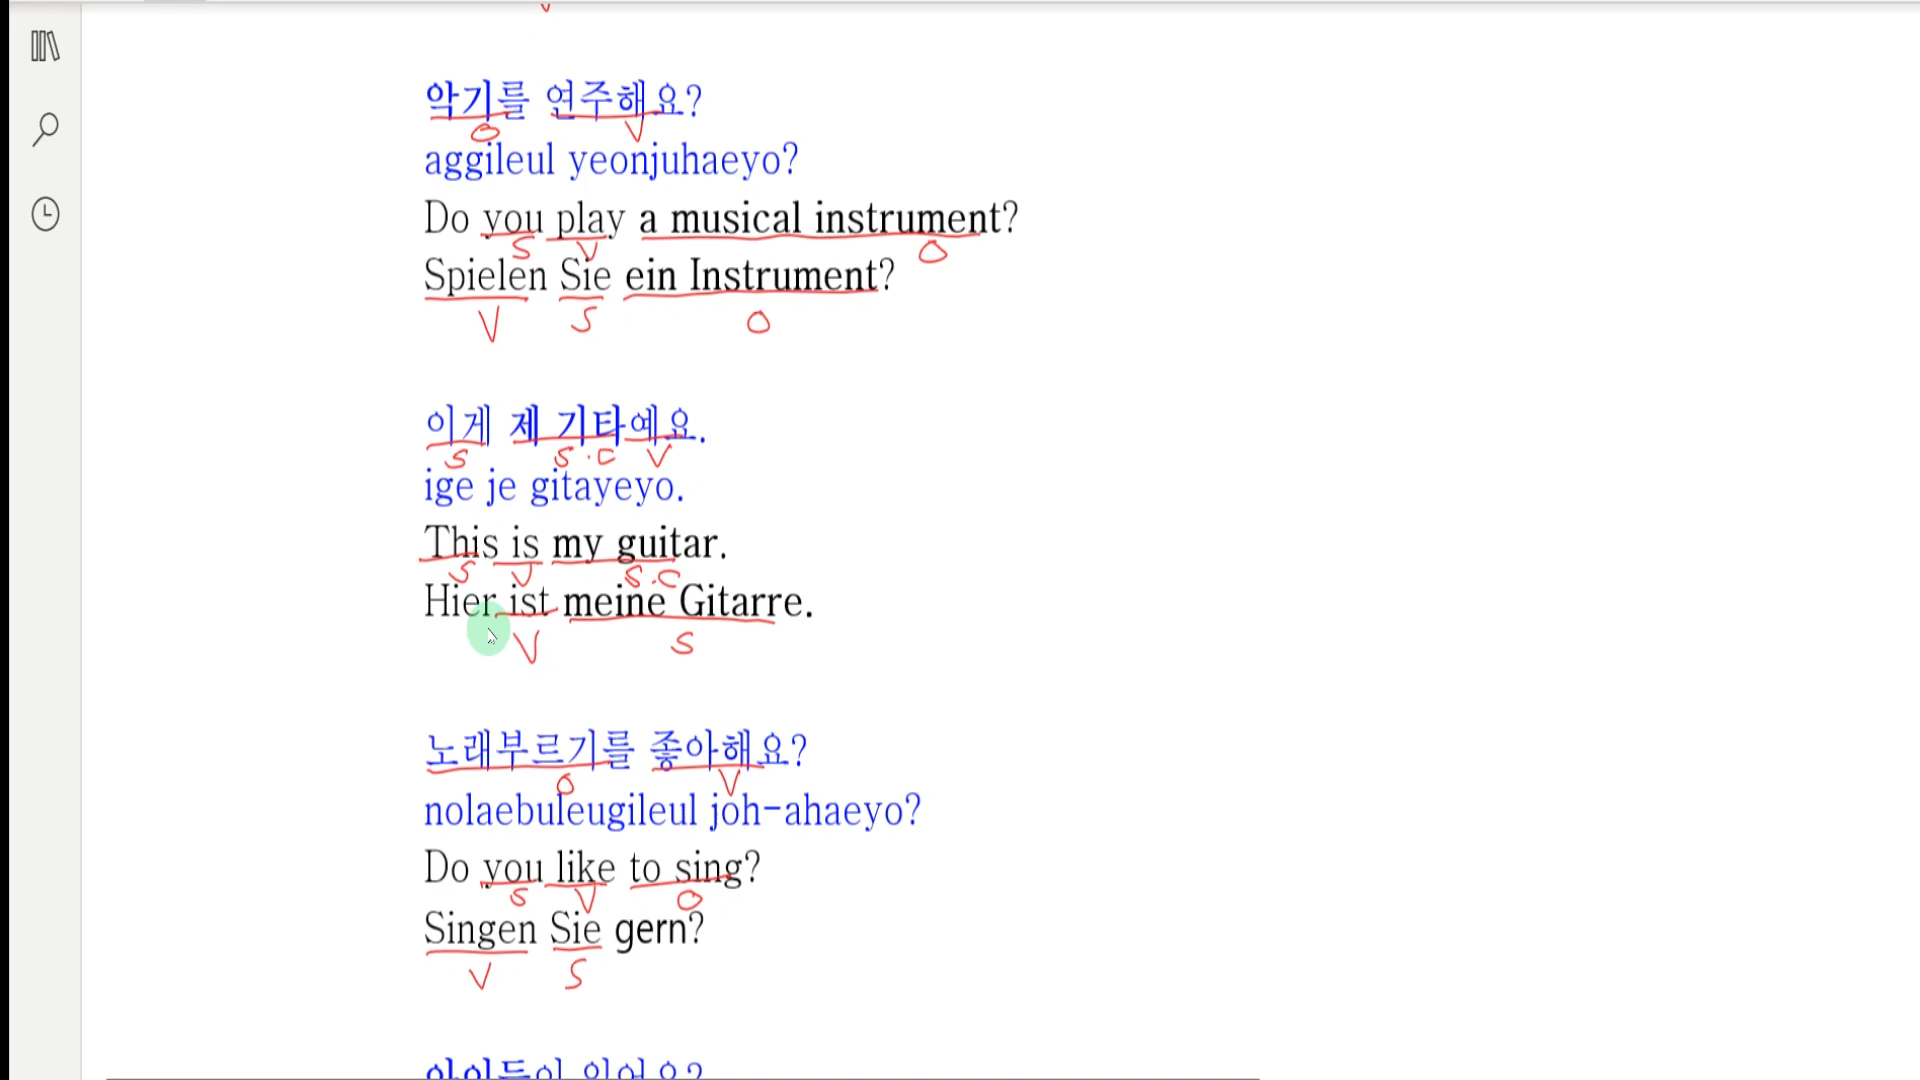 악기를 연주해요?
O V
aggileul yeonjuhaeyo?
Do you play a musical instrument?
S V O
Spielen Sie ein Instrument?
V S O
이게 제 기타예요.
S S.C V
ige je gitayeyo.
This is my guitar.
S V S.C
Hier ist meine Gitarre.
V S
노래부르기를 좋아해요?
O V
nolaebuleugileul joh-ahaeyo?
Do you like to sing?
S V O
Singen Sie gern?
V S